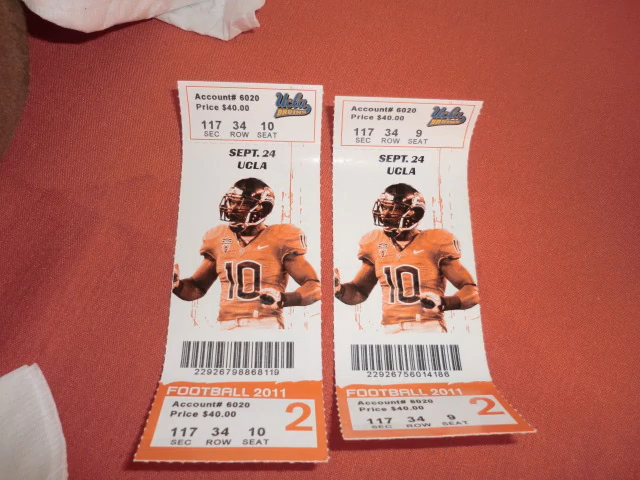 Account# 6020
Price $40.00
Ucla
BRUINS
117 34 10
SEC ROW SEAT
SEPT. 24
UCLA
10
22926798868119
FOOTBALL 2011
Account# 6020
Price $40.00
2
117 34 10
SEC ROW SEAT
Account# 6020
Price $40.00
Ucla
BRUINS
117 34 9
SEC ROW SEAT
SEPT. 24
UCLA
10
22926756014186
FOOTBALL 2011
Account# 6020
Price $40.00
2
117 34 9
SEC ROW SEAT